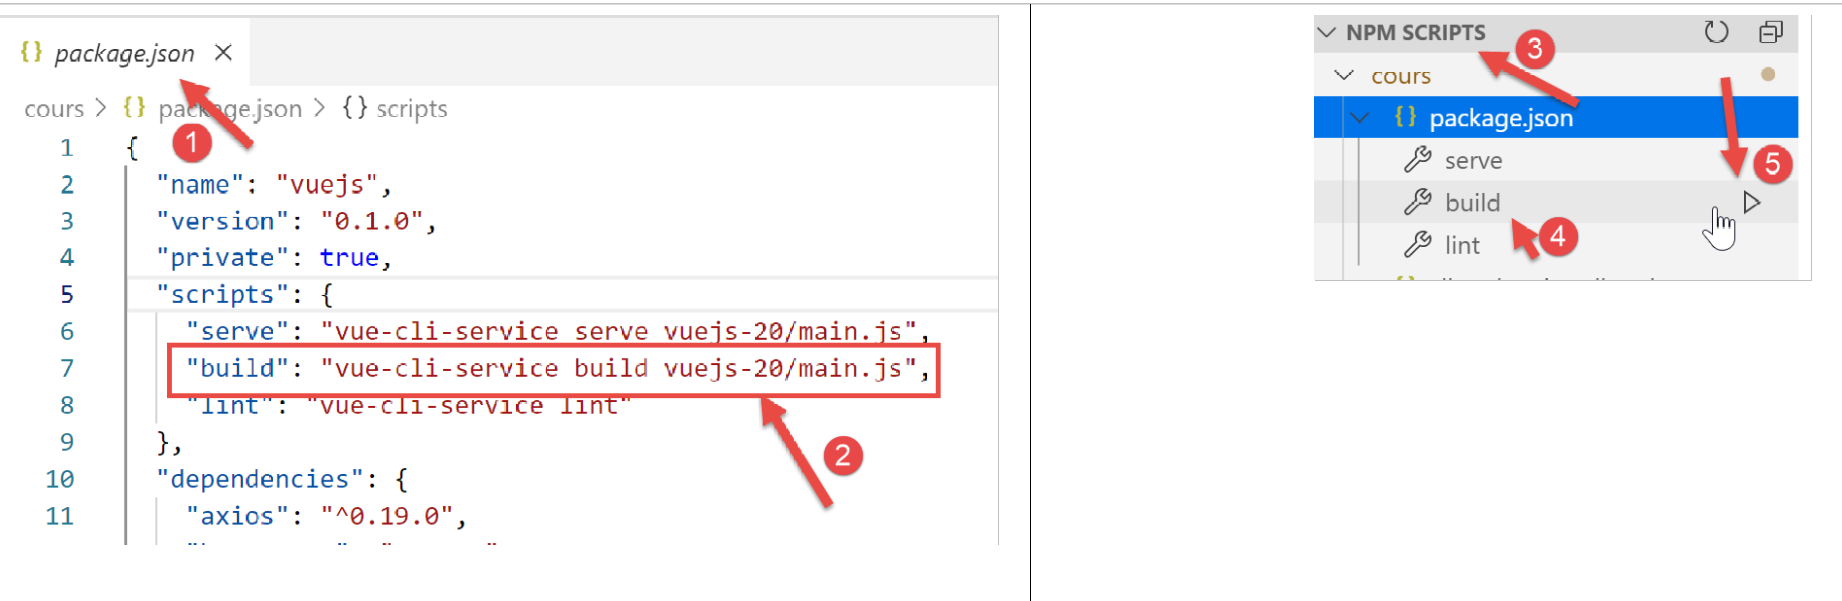 {} package.json ×
cours > {} package.json > {} scripts
1
1 {
2 "name": "vuejs",
3 "version": "0.1.0",
4 "private": true,
5 "scripts": {
6 "serve": "vue-cli-service serve vuejs-20/main.js",
7 "build": "vue-cli-service build vuejs-20/main.js",
8 "lint": "vue-cli-service lint"
9 },
2
10 "dependencies": {
11 "axios": "^0.19.0",
NPM SCRIPTS
3
cours
{} package.json
serve
5
build
4
lint